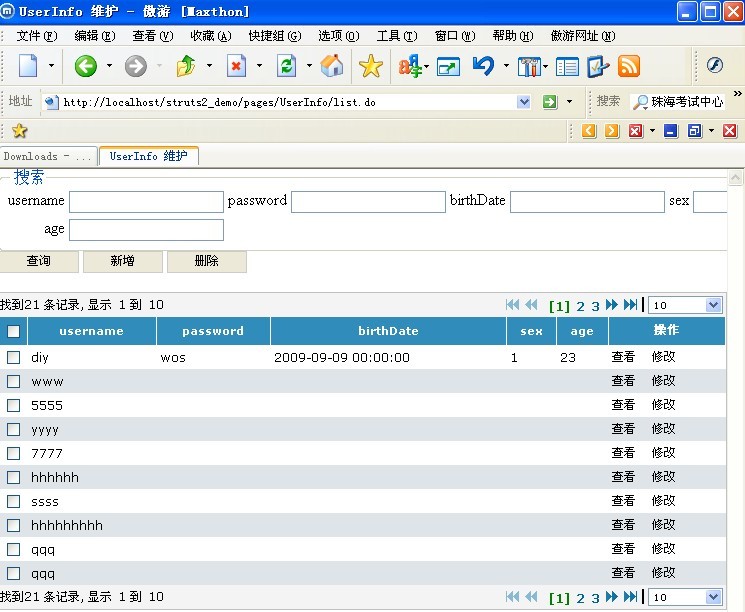 UserInfo 维护 - 傲游 [Maxthon]
文件(F) 编辑(E) 查看(V) 收藏(A) 快捷组(G) 选项(O) 工具(T) 窗口(W) 帮助(H) 傲游网址(N)
地址 http://localhost/struts2_demo/pages/UserInfo/list.do 搜索 珠海考试中心
Downloads - ... UserInfo 维护
搜索
username password birthDate sex
age
查询 新增 删除
找到21 条记录, 显示 1 到 10 [1] 2 3 10
username password birthDate sex age 操作
diy wos 2009-09-09 00:00:00 1 23 查看 修改
www 查看 修改
5555 查看 修改
yyyy 查看 修改
7777 查看 修改
hhhhhh 查看 修改
ssss 查看 修改
hhhhhhhhh 查看 修改
qqq 查看 修改
qqq 查看 修改
找到21 条记录, 显示 1 到 10 [1] 2 3 10